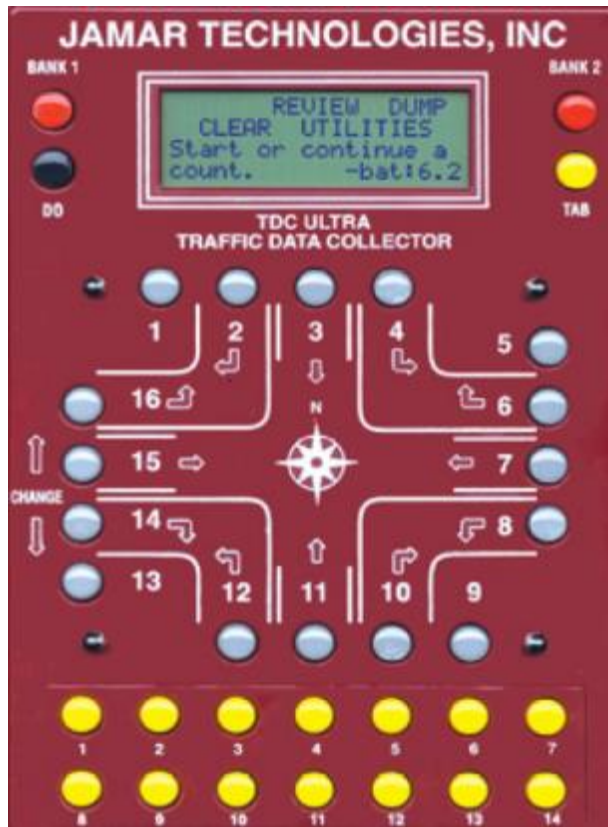 JAMAR TECHNOLOGIES, INC
BANK 1
BANK 2
REVIEW DUMP
CLEAR UTILITIES
Start or continue a
count. -bat:6.2
DO
TAB
TDC ULTRA
TRAFFIC DATA COLLECTOR
1 2 3 4
5
16 N 6
15 7
CHANGE
14 8
13
12 11 10 9
1 2 3 4 5 6 7
8 9 10 11 12 13 14